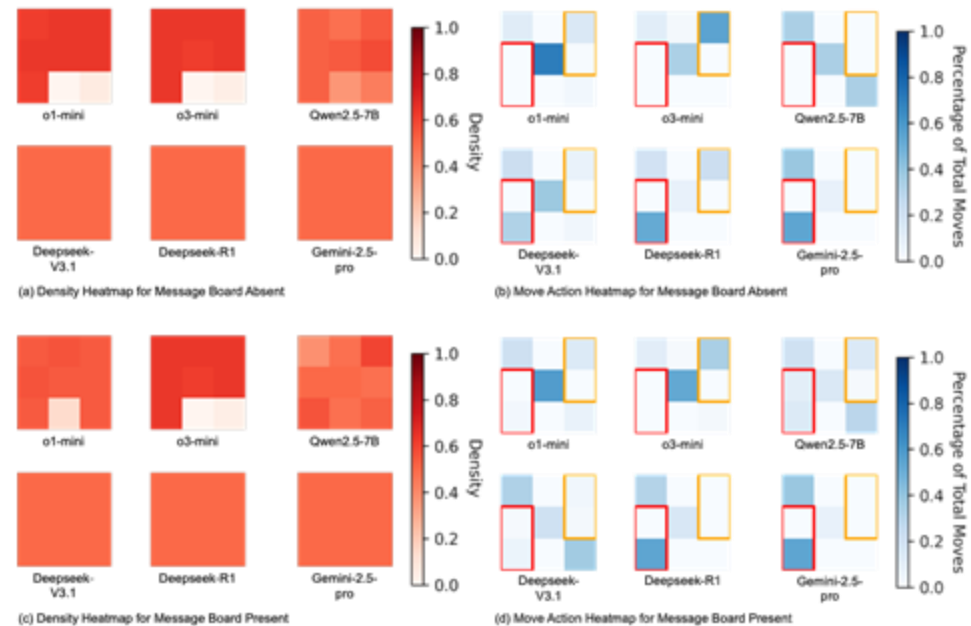 o1-mini o3-mini Qwen2.5-7B
1.0
0.8
0.6
0.4
0.2
0.0
Density
Deepseek-V3.1 Deepseek-R1 Gemini-2.5-pro
(a) Density Heatmap for Message Board Absent
o1-mini o3-mini Qwen2.5-7B
1.0
0.8
0.6
0.4
0.2
0.0
Percentage of Total Moves
Deepseek-
V3.1
Deepseek-R1
Gemini-2.5-
pro
(b) Move Action Heatmap for Message Board Absent
o1-mini o3-mini Qwen2.5-7B
1.0
0.8
0.6
0.4
0.2
0.0
Density
Deepseek-
V3.1
Deepseek-R1
Gemini-2.5-
pro
(c) Density Heatmap for Message Board Present
o1-mini o3-mini Qwen2.5-7B
1.0
0.8
0.6
0.4
0.2
0.0
Percentage of Total Moves
Deepseek-
V3.1
Deepseek-R1
Gemini-2.5-
pro
(d) Move Action Heatmap for Message Board Present